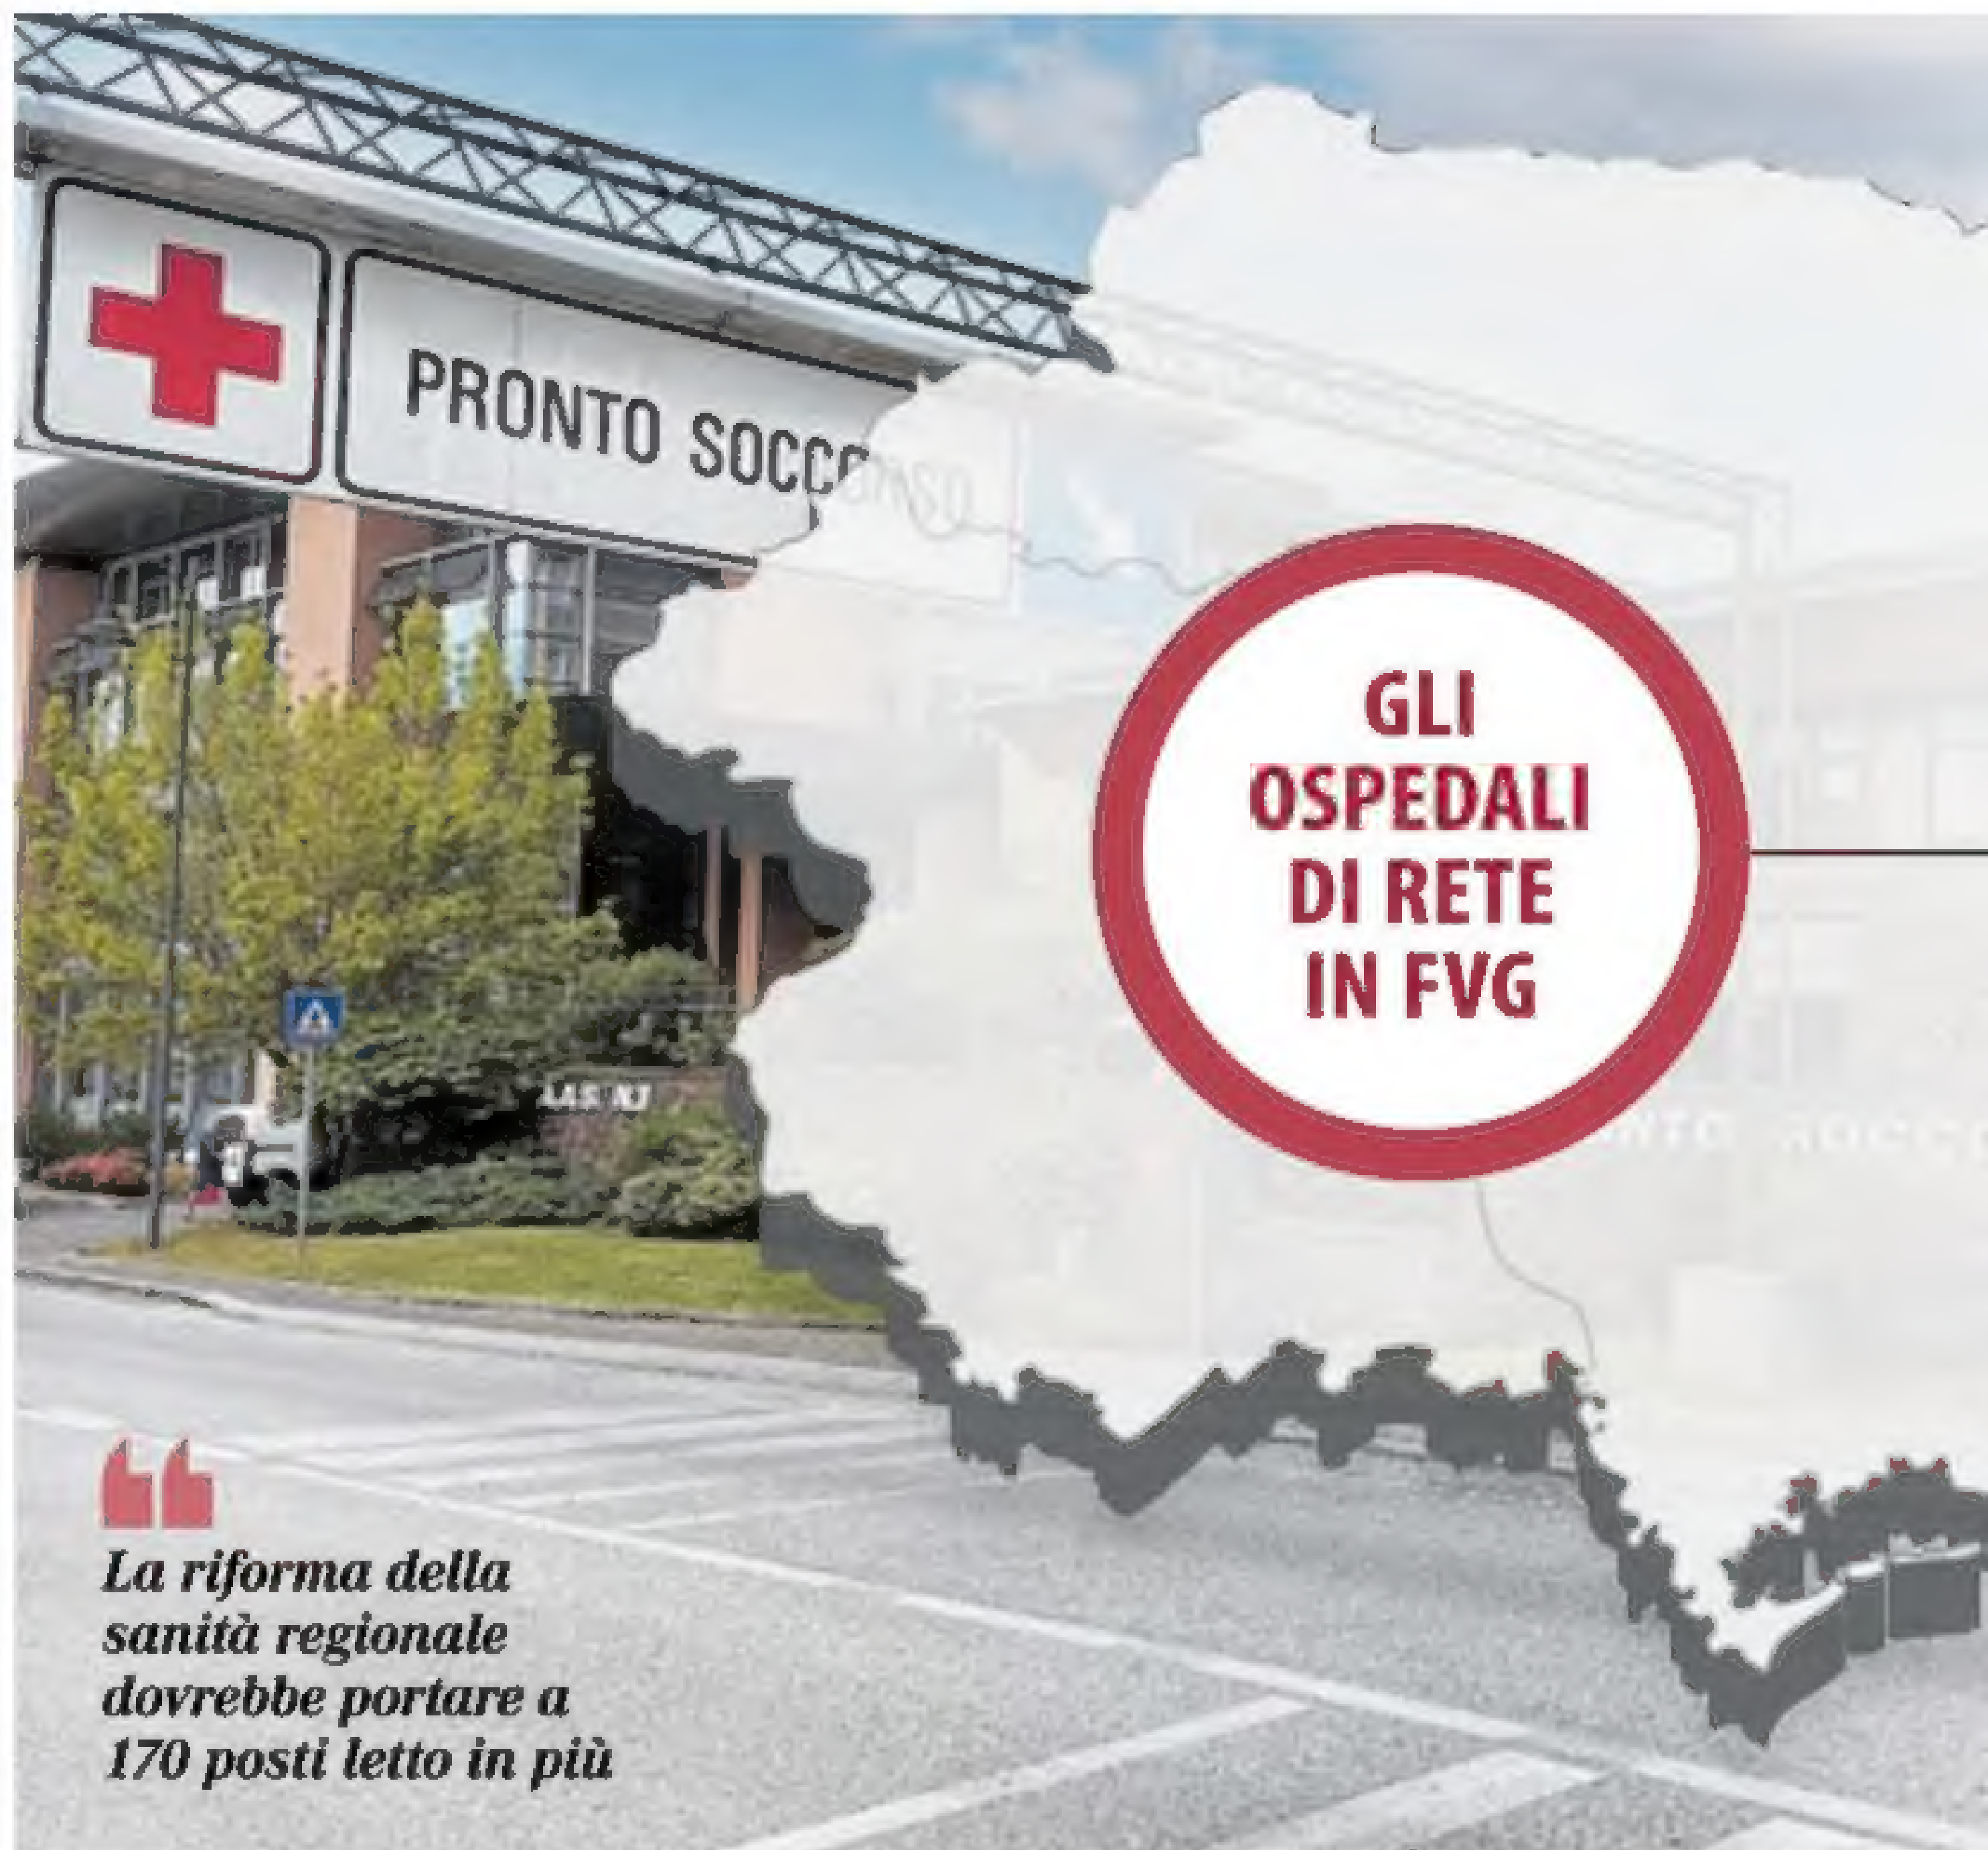 PRONTO SOCCORSO
GLI
OSPEDALI
DI RETE
IN FVG
La riforma della
sanità regionale
dovrebbe portare a
170 posti letto in più